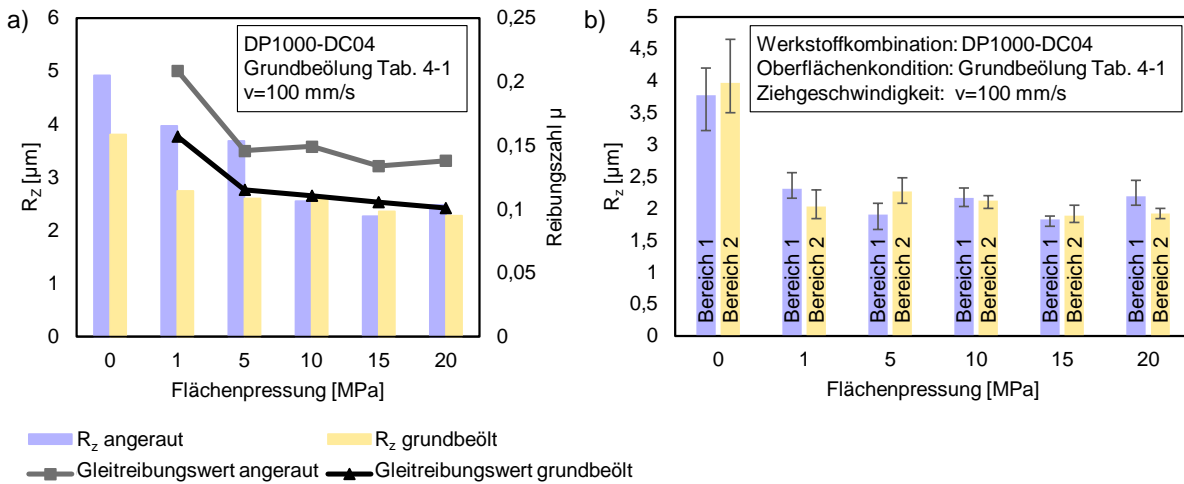 a)
6
5
4
3
2
1
0
R_Z [µm]
DP1000-DC04
Grundbeölung Tab. 4-1
v=100 mm/s
0,25
0,2
0,15
0,1
0,05
0
Reibungszahl µ
0 1 5 10 15 20
Flächenpressung [MPa]
b)
5
4,5
4
3,5
3
2,5
2
1,5
1
0,5
0
R_z [µm]
Werkstoffkombination: DP1000-DC04
Oberflächenkondition: Grundbeölung Tab. 4-1
Ziehgeschwindigkeit: v=100 mm/s
Bereich 1
Bereich 2
Bereich 1
Bereich 2
Bereich 1
Bereich 2
Bereich 1
Bereich 2
Bereich 1
Bereich 2
Bereich 1
Bereich 2
0 1 5 10 15 20
Flächenpressung [MPa]
R_z angeraut
R_z grundbeölt
Gleitreibungswert angeraut
Gleitreibungswert grundbeölt